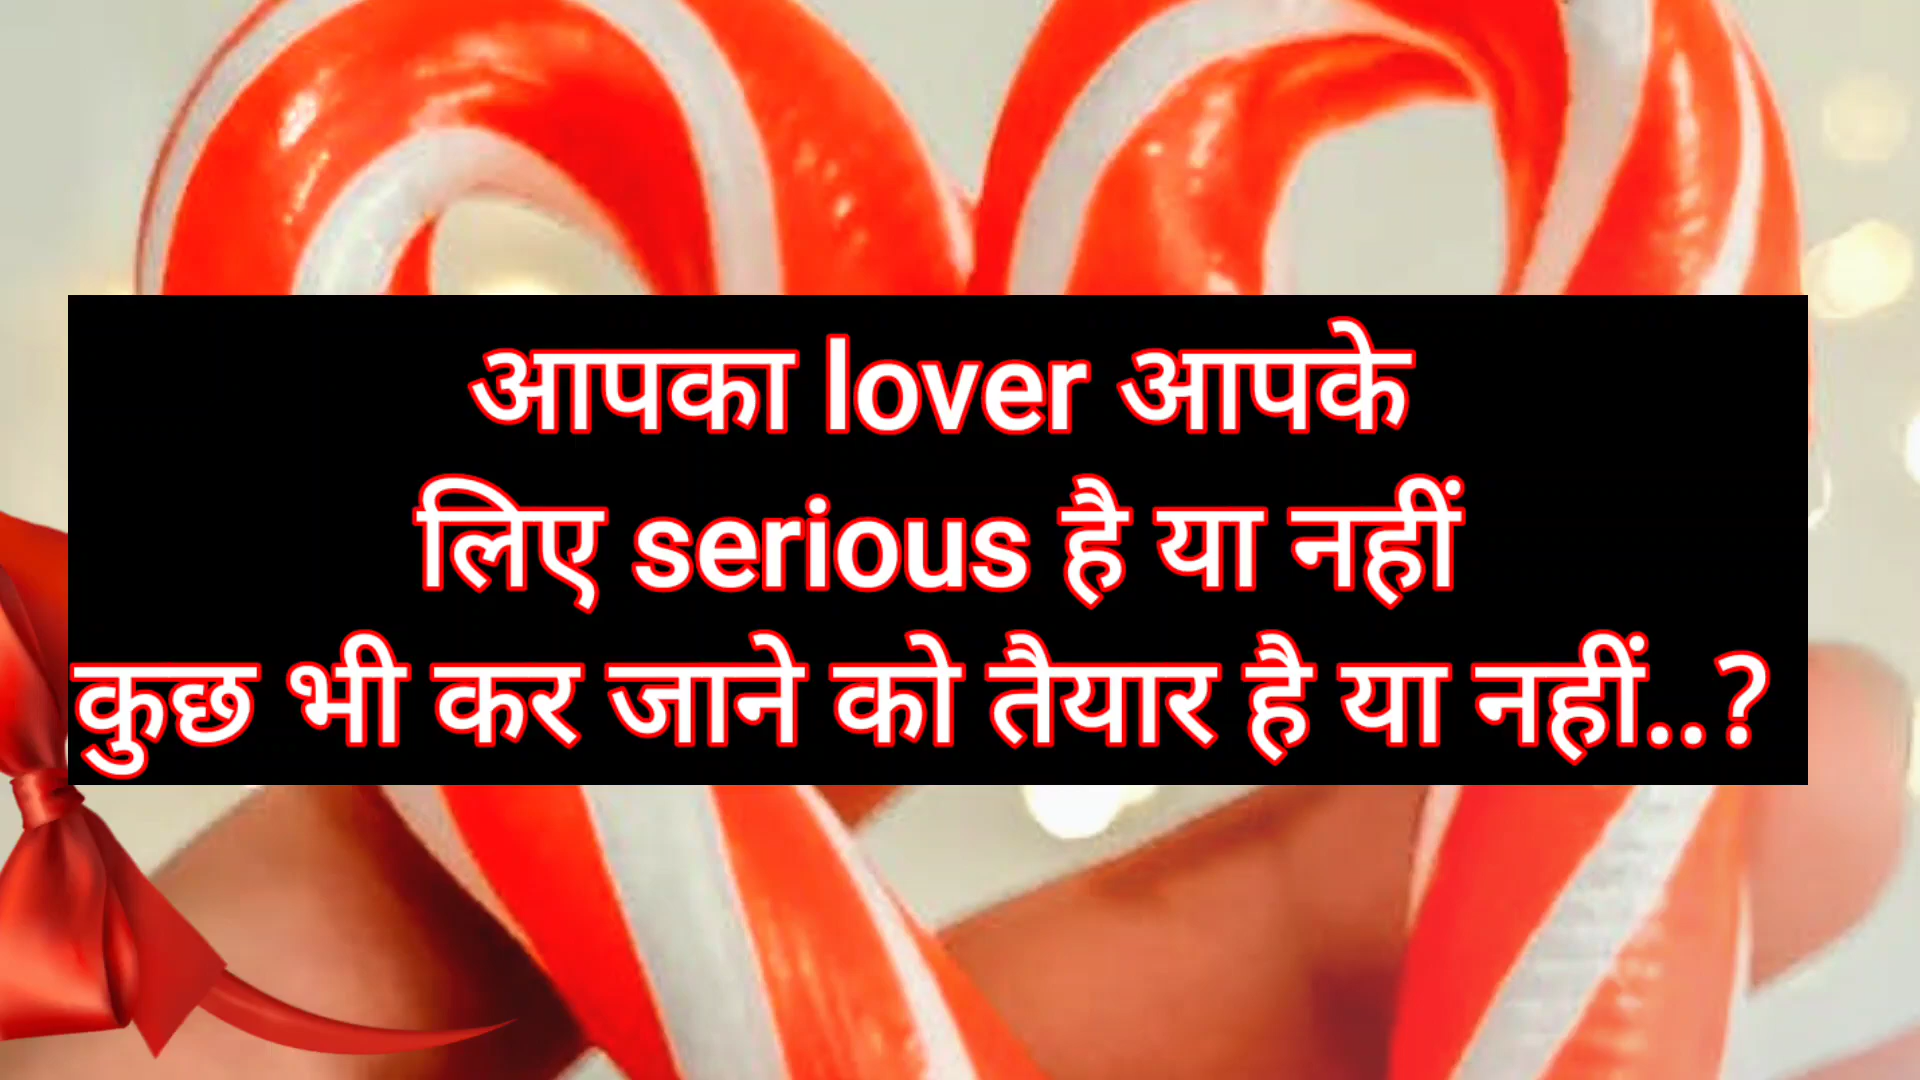 आपका lover आपके
लिए serious है या नहीं
कुछ भी कर जाने को तैयार है या नहीं..?